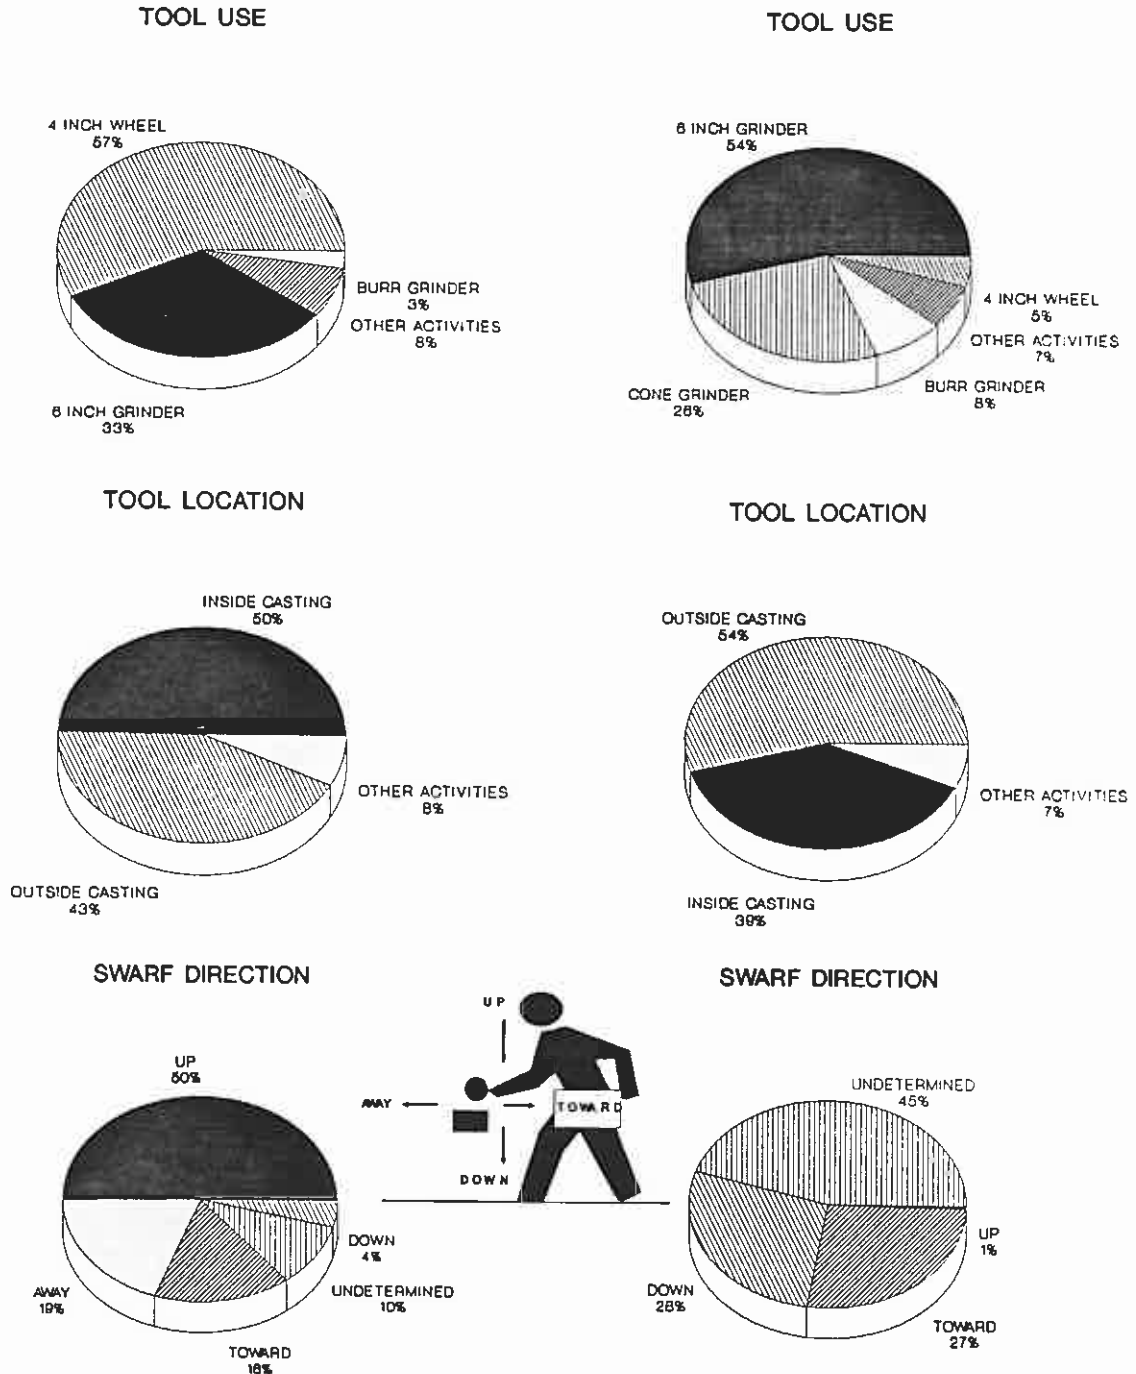 TOOL USE
4 INCH WHEEL
57%
BURR GRINDER
3%
OTHER ACTIVITIES
8%
6 INCH GRINDER
33%
TOOL USE
6 INCH GRINDER
54%
4 INCH WHEEL
5%
OTHER ACTIVITIES
7%
BURR GRINDER
8%
CONE GRINDER
26%
TOOL LOCATION
INSIDE CASTING
50%
OTHER ACTIVITIES
8%
OUTSIDE CASTING
43%
TOOL LOCATION
OUTSIDE CASTING
54%
OTHER ACTIVITIES
7%
INSIDE CASTING
39%
SWARF DIRECTION
UP
50%
DOWN
4%
UNDETERMINED
10%
TOWARD
16%
AWAY
19%
UP
AWAY
TOWARD
DOWN
SWARF DIRECTION
UNDETERMINED
45%
UP
1%
TOWARD
27%
DOWN
28%